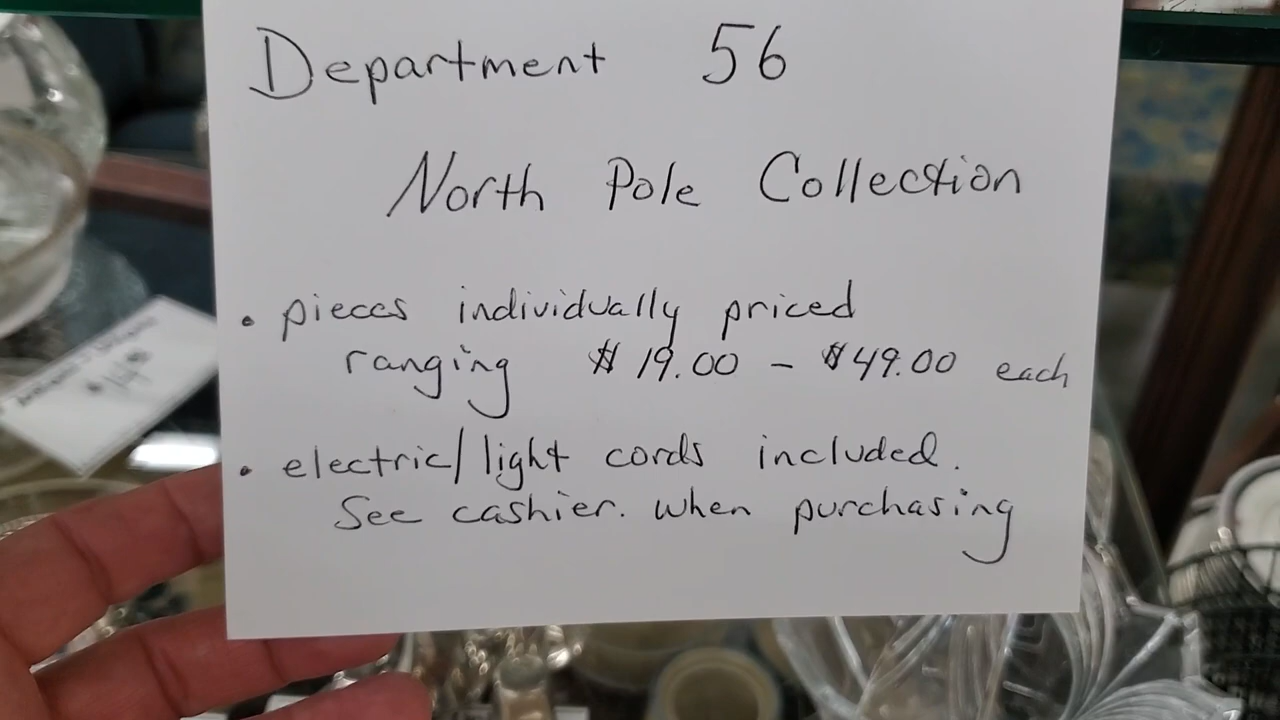 Department 56
North Pole Collection
• pieces individually priced
ranging $19.00 - $49.00 each
• electric/light cords included.
See cashier. when purchasing